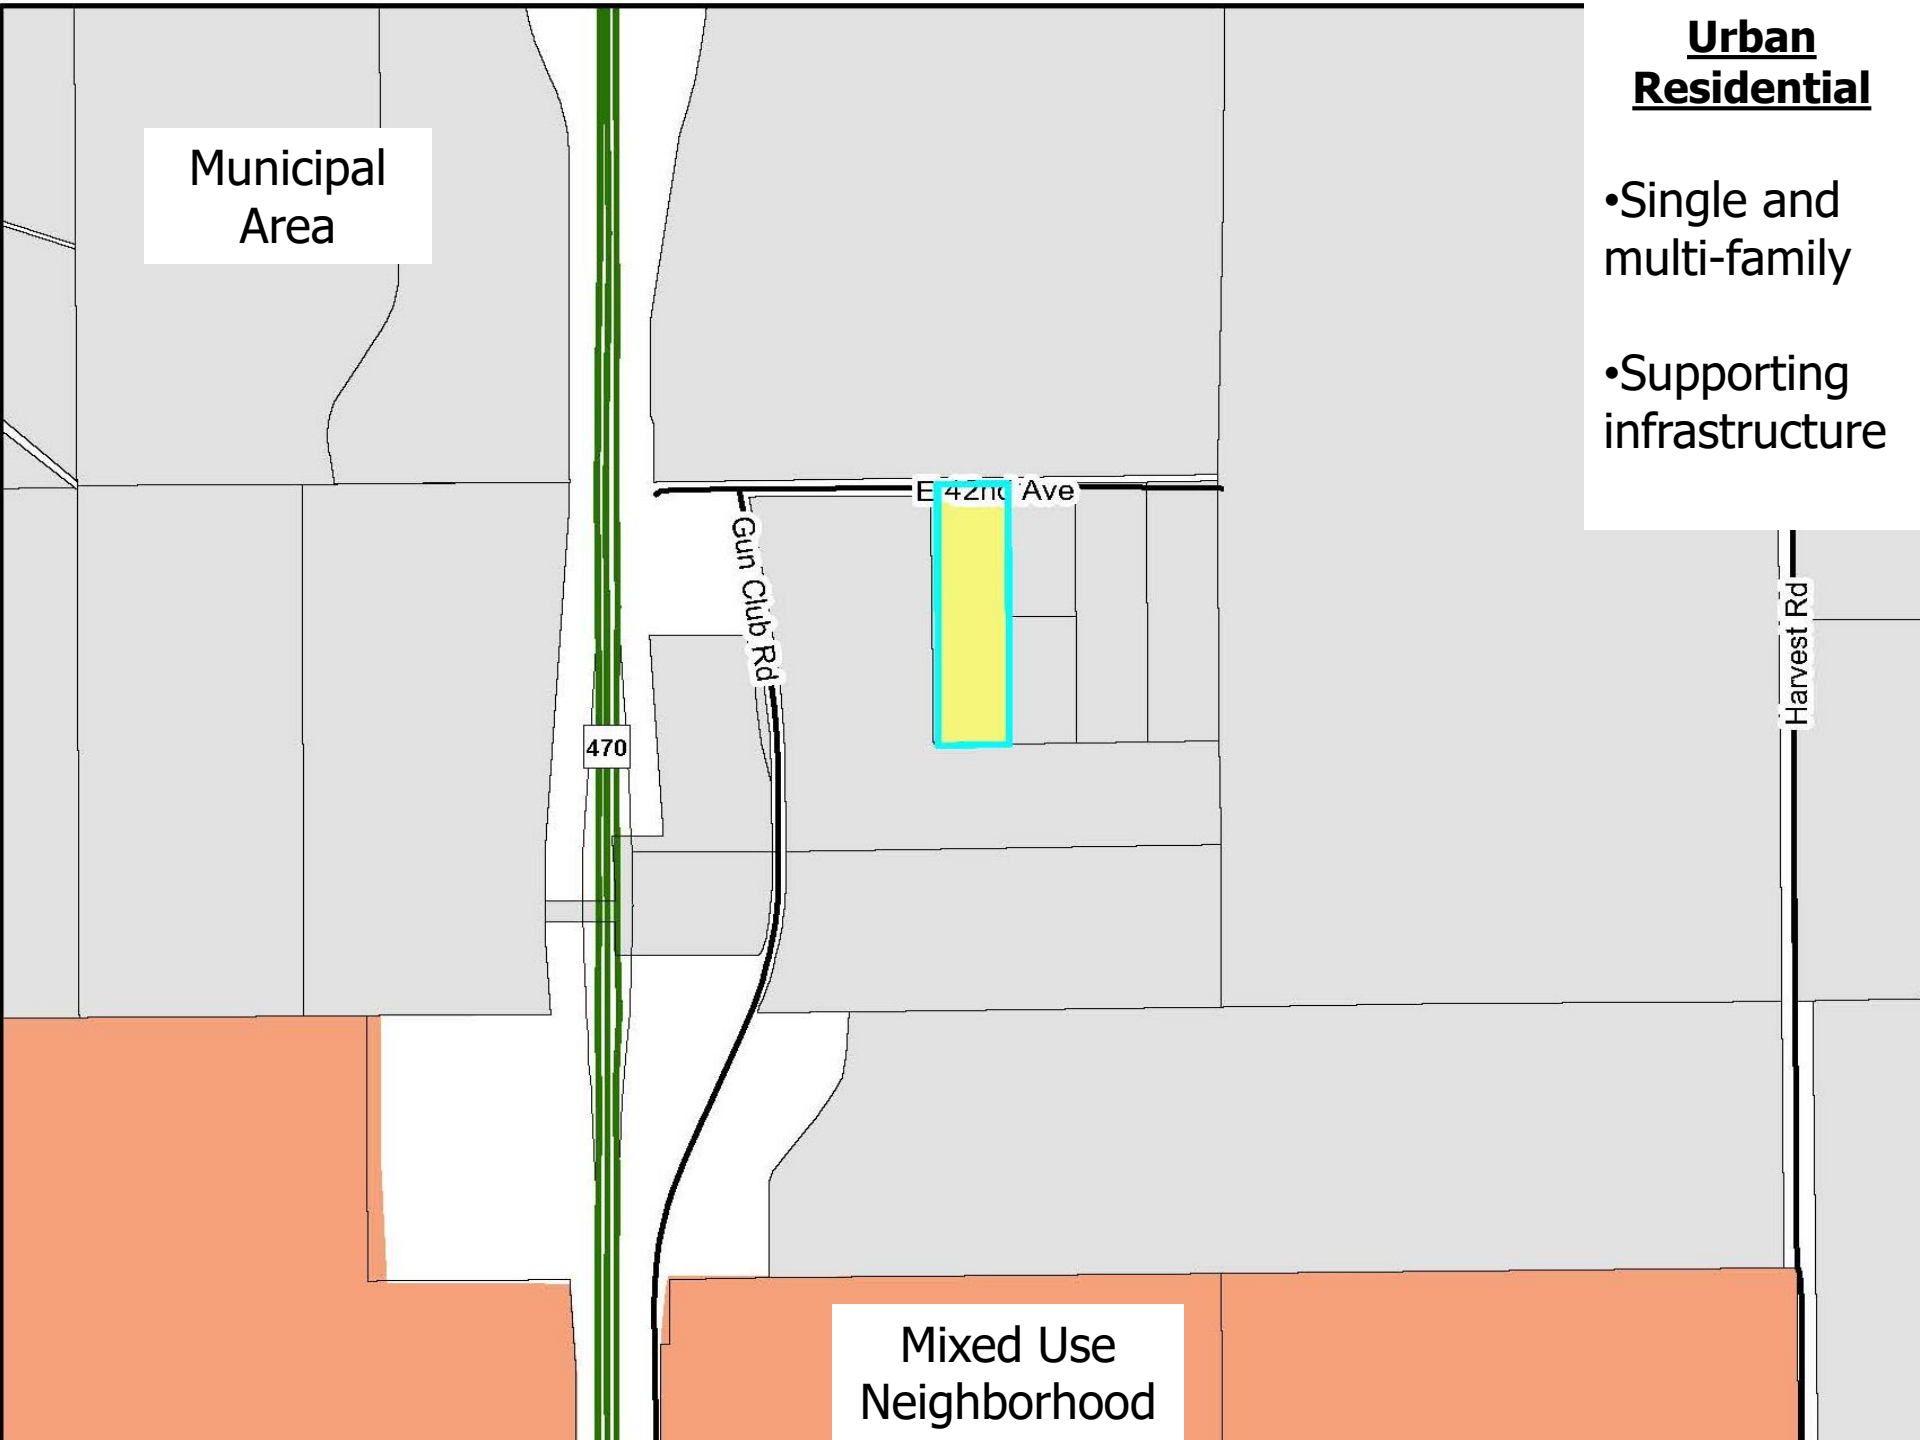 Urban
Residential
•Single and
multi-family
•Supporting
infrastructure
Municipal
Area
E 42nd Ave
Gun Club Rd
Harvest Rd
470
Mixed Use
Neighborhood